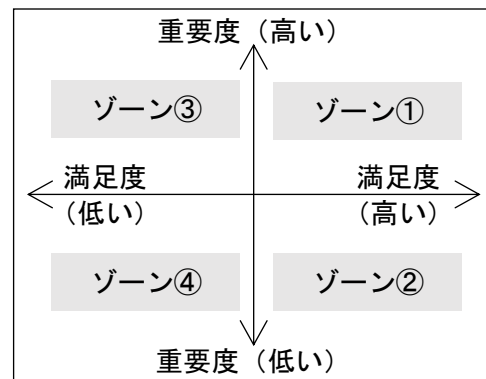 重要度（高い）
ゾーン③
ゾーン①
満足度
（低い）
満足度
（高い）
ゾーン④
ゾーン②
重要度（低い）